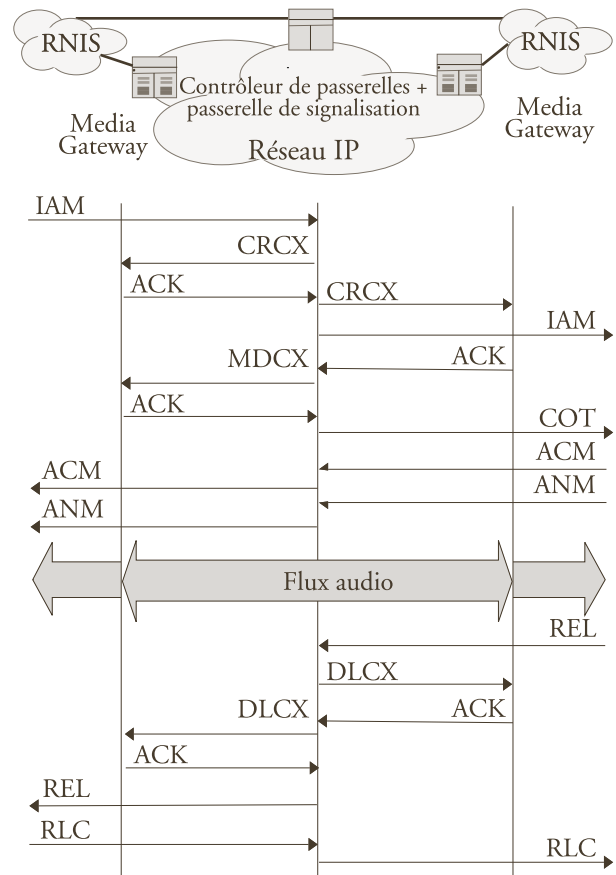 RNIS
RNIS
Contrôleur de passerelles +
passerelle de signalisation
Réseau IP
Media
Gateway
Media
Gateway
IAM
CRCX
ACK
CRCX
IAM
MDCX
ACK
ACK
COT
ACM
ACM
ANM
ANM
Flux audio
REL
DLCX
DLCX
ACK
ACK
REL
RLC
RLC